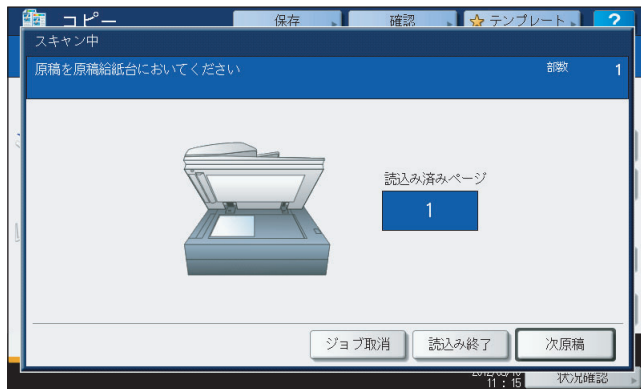 コピー 保存 確認 テンプレート ?
スキャン中
原稿を原稿給紙台においてください 部数 1
読込み済みページ
1
ジョブ取消 読込み終了 次原稿
11 : 15 状況確認